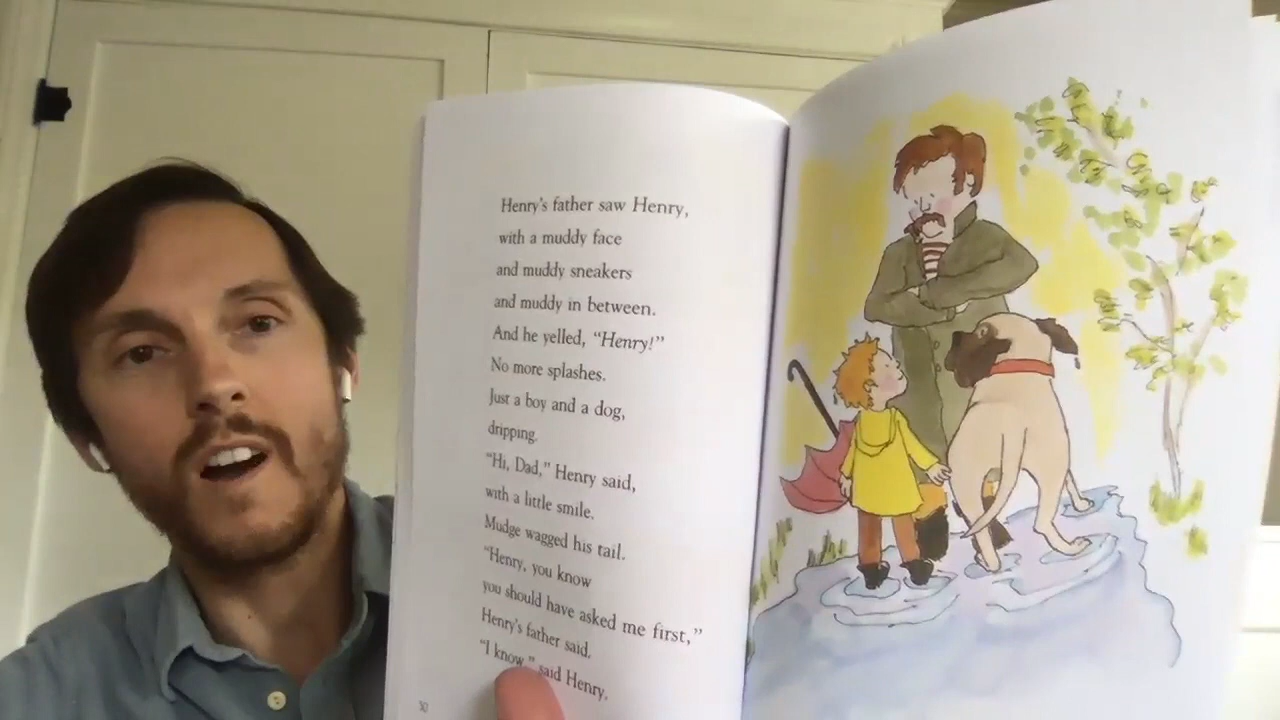 Henry's father saw Henry,
with a muddy face
and muddy sneakers
and muddy in between.
And he yelled, "Henry!"
No more splashes.
Just a boy and a dog,
dripping.
"Hi, Dad," Henry said,
with a little smile.
Mudge wagged his tail.
"Henry, you know
you should have asked me first,"
Henry's father said.
"I know," said Henry.